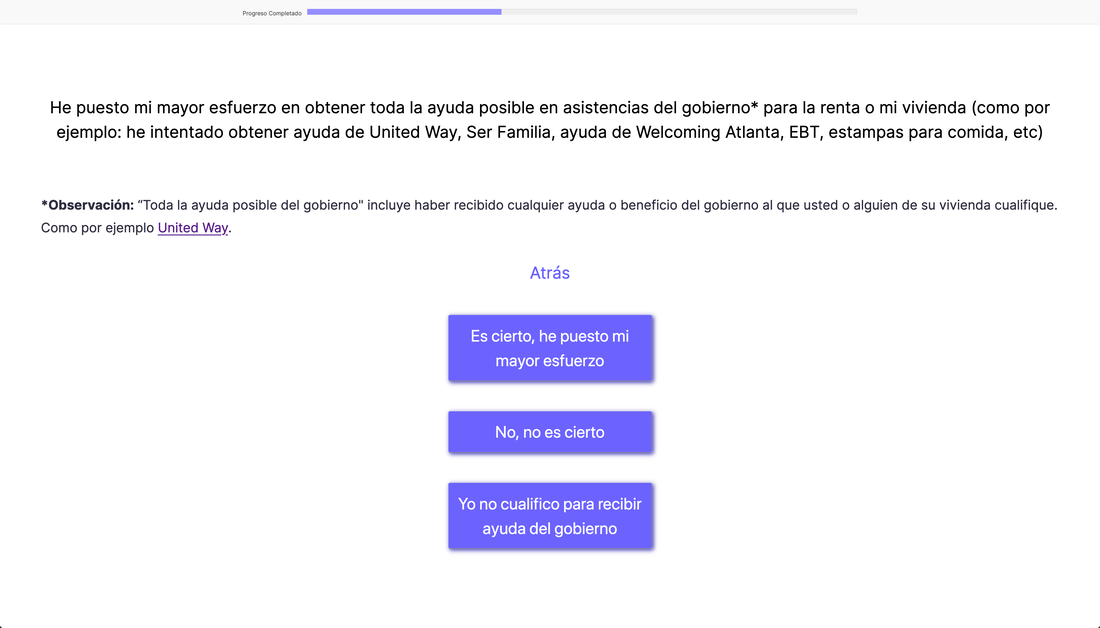 Progreso Completado
He puesto mi mayor esfuerzo en obtener toda la ayuda posible en asistencias del gobierno* para la renta o mi vivienda (como por
ejemplo: he intentado obtener ayuda de United Way, Ser Familia, ayuda de Welcoming Atlanta, EBT, estampas para comida, etc)
*Observación: “Toda la ayuda posible del gobierno" incluye haber recibido cualquier ayuda o beneficio del gobierno al que usted o alguien de su vivienda cualifique.
Como por ejemplo United Way.
Atrás
Es cierto, he puesto mi
mayor esfuerzo
No, no es cierto
Yo no cualifico para recibir
ayuda del gobierno